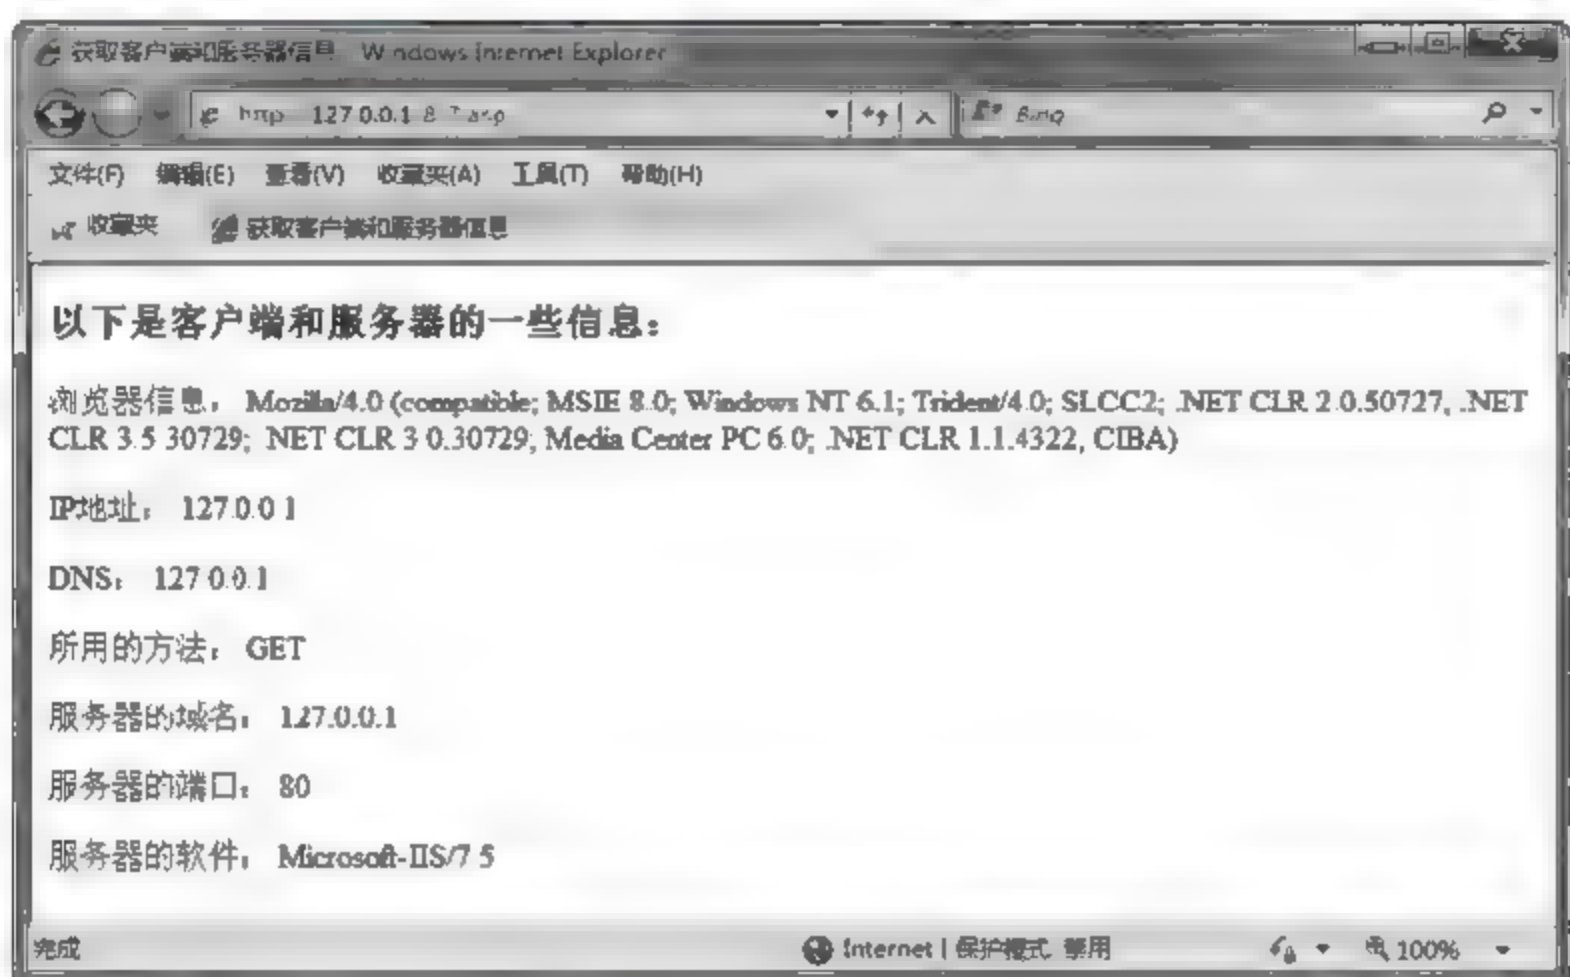 获取客户端和服务器信息 - Windows Internet Explorer
127.0.0.1 Bing
文件(F) 编辑(E) 查看(V) 收藏夹(A) 工具(T) 帮助(H)
收藏夹 获取客户端和服务器信息
以下是客户端和服务器的一些信息：
浏览器信息： Mozilla/4.0 (compatible; MSIE 8.0; Windows NT 6.1; Trident/4.0; SLCC2; .NET CLR 2.0.50727; .NET
CLR 3.5.30729; .NET CLR 3.0.30729; Media Center PC 6.0; .NET CLR 1.1.4322; CIBA)
IP地址： 127.0.0.1
DNS： 127.0.0.1
所用的方法： GET
服务器的域名： 127.0.0.1
服务器的端口： 80
服务器的软件： Microsoft-IIS/7.5
完成 Internet | 保护模式: 禁用 100%